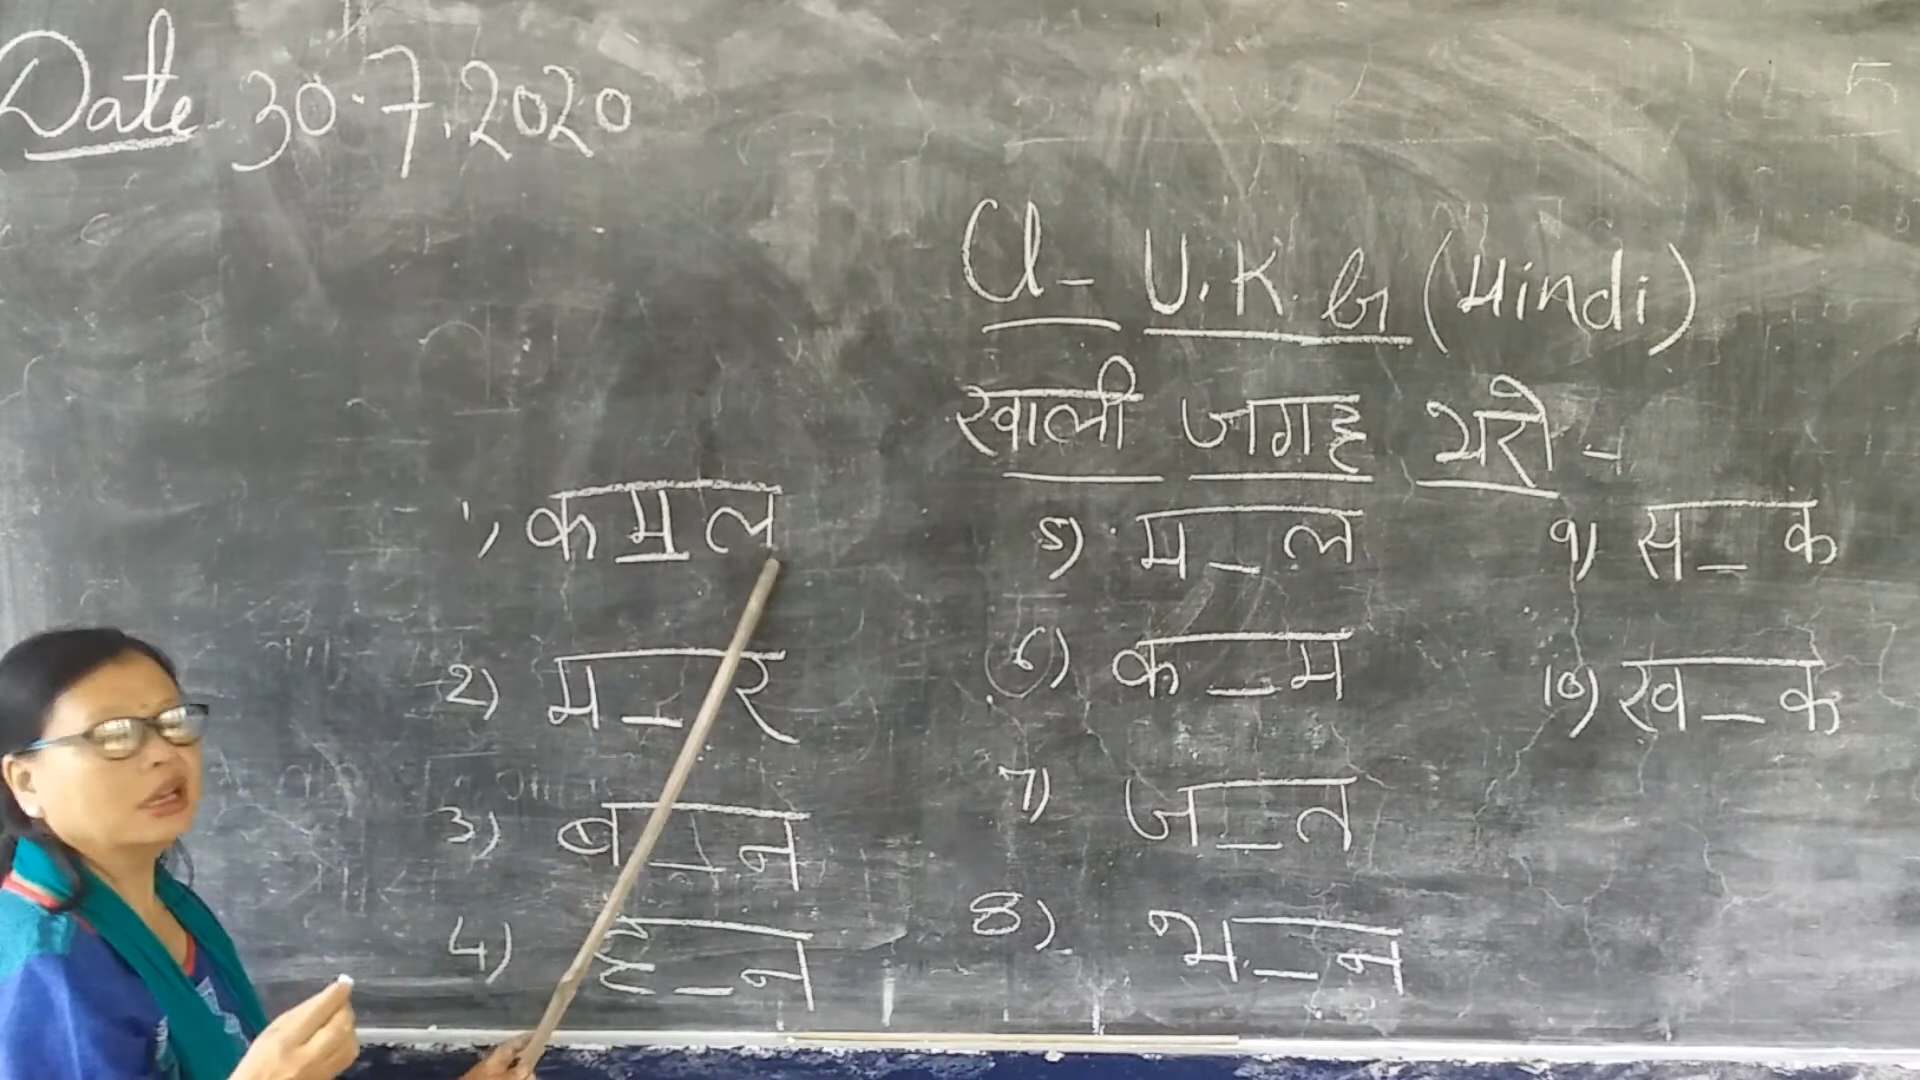 Date 30.7.2020
Cl- U.K.G (Hindi)
खाली जगह भरो -
1) कमल
2) म_र
3) ब_न
4) ह_न
5) म_ल
6) क_म
7) ज_त
8) भ_न
9) स_क
10) ख_क